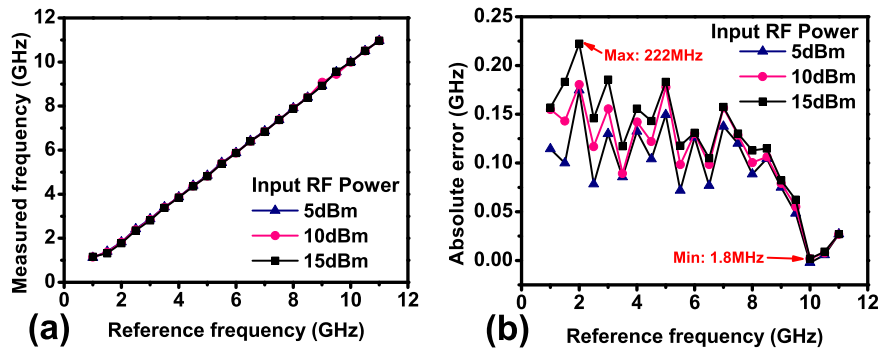 12
10
8
6
4
2
0
Measured frequency (GHz)
Input RF Power
5dBm
10dBm
15dBm
0 2 4 6 8 10 12
Reference frequency (GHz)
(a)
0.25
0.20
0.15
0.10
0.05
0.00
Absolute error (GHz)
Input RF Power
5dBm
10dBm
15dBm
Max: 222MHz
Min: 1.8MHz
0 2 4 6 8 10 12
Reference frequency (GHz)
(b)